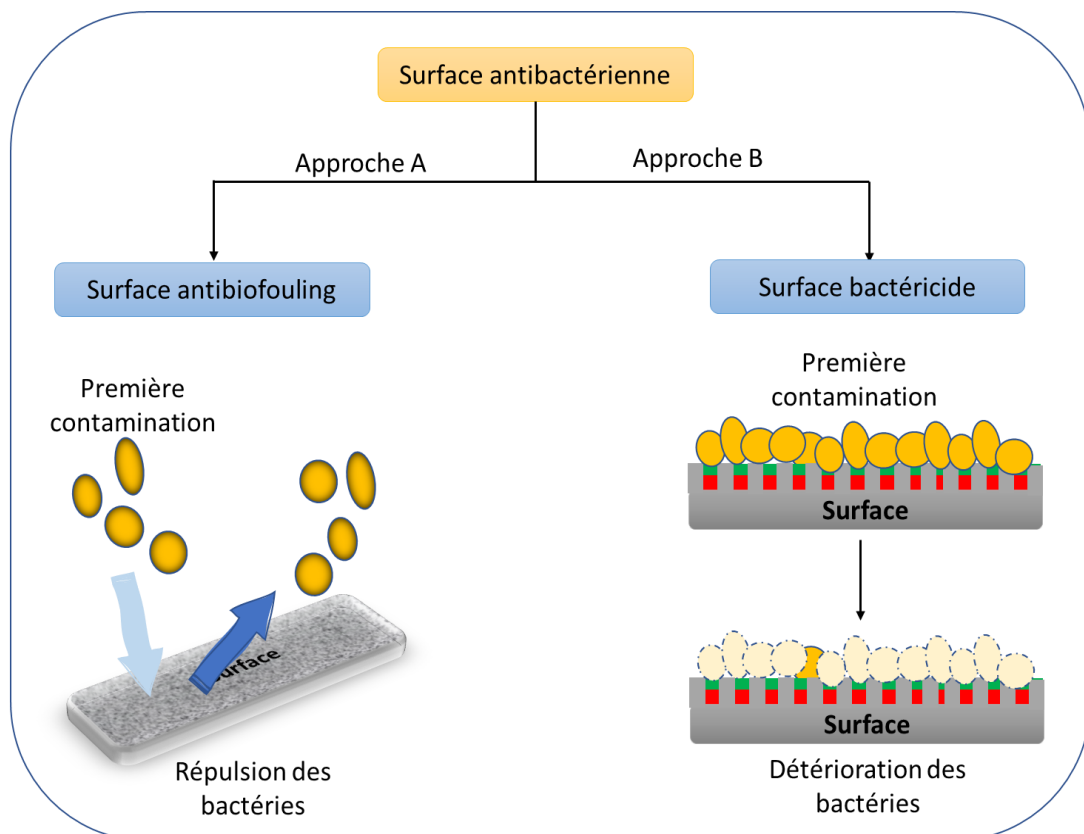 Surface antibactérienne
Approche A
Approche B
Surface antibiofouling
Surface bactéricide
Première
contamination
Première
contamination
Surface
Surface
Surface
Répulsion des
bactéries
Détérioration des
bactéries